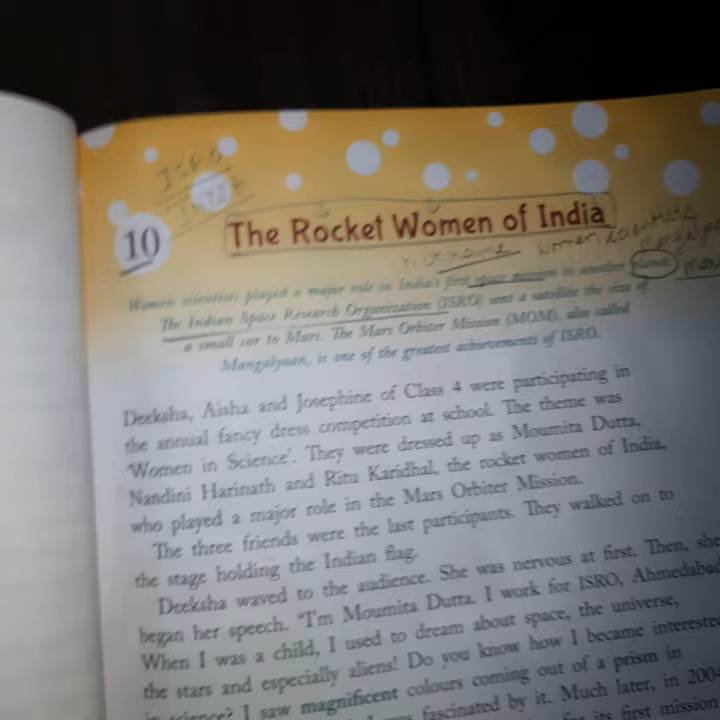 ISRO
10
The Rocket Women of India
women scientists
Women scientists played a major role in India's first space mission to another planet.
The Indian Space Research Organization (ISRO) sent a satellite the size of
a small car to Mars. The Mars Orbiter Mission (MOM), also called
Mangalyaan, is one of the greatest achievements of ISRO.
Deeksha, Aisha and Josephine of Class 4 were participating in
the annual fancy dress competition at school. The theme was
'Women in Science'. They were dressed up as Moumita Dutta,
Nandini Harinath and Ritu Karidhal, the rocket women of India,
who played a major role in the Mars Orbiter Mission.
The three friends were the last participants. They walked on to
the stage holding the Indian flag.
Deeksha waved to the audience. She was nervous at first. Then, she
began her speech. "I'm Moumita Dutta. I work for ISRO, Ahmedabad
When I was a child, I used to dream about space, the universe,
the stars and especially aliens! Do you know how I became intereste
in science? I saw magnificent colours coming out of a prism in
fascinated by it. Much later, in 200
its first mission